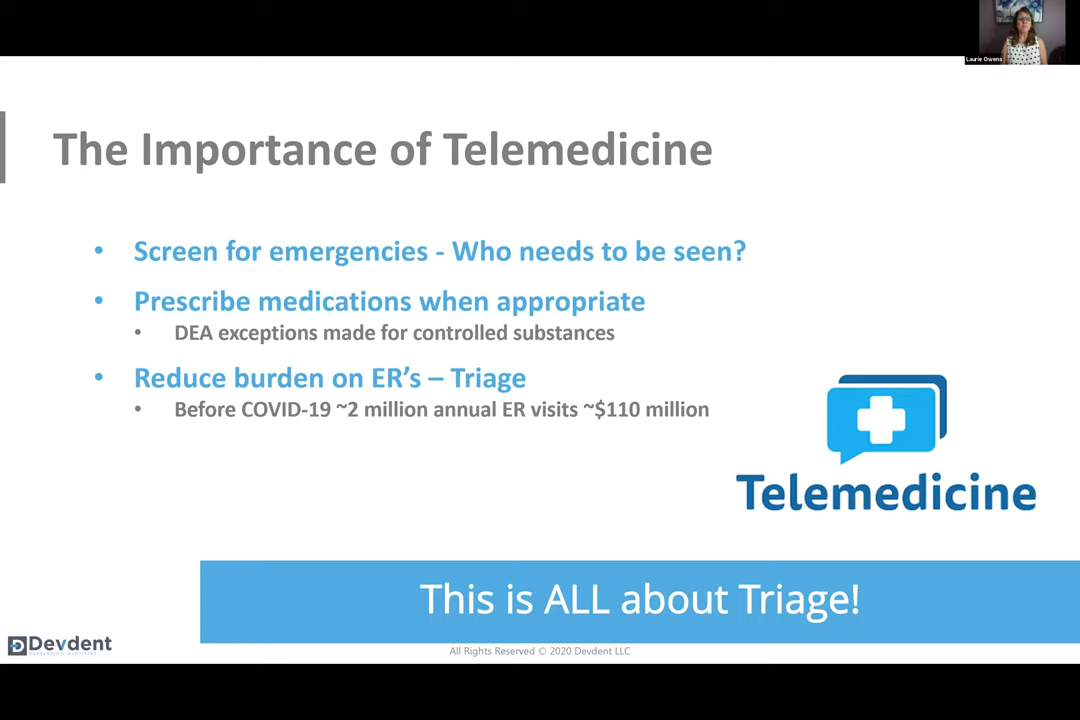 Laurie Owens
The Importance of Telemedicine
• Screen for emergencies - Who needs to be seen?
• Prescribe medications when appropriate
• DEA exceptions made for controlled substances
• Reduce burden on ER's – Triage
• Before COVID-19 ~2 million annual ER visits ~$110 million
Telemedicine
This is ALL about Triage!
Devdent
All Rights Reserved © 2020 Devdent LLC